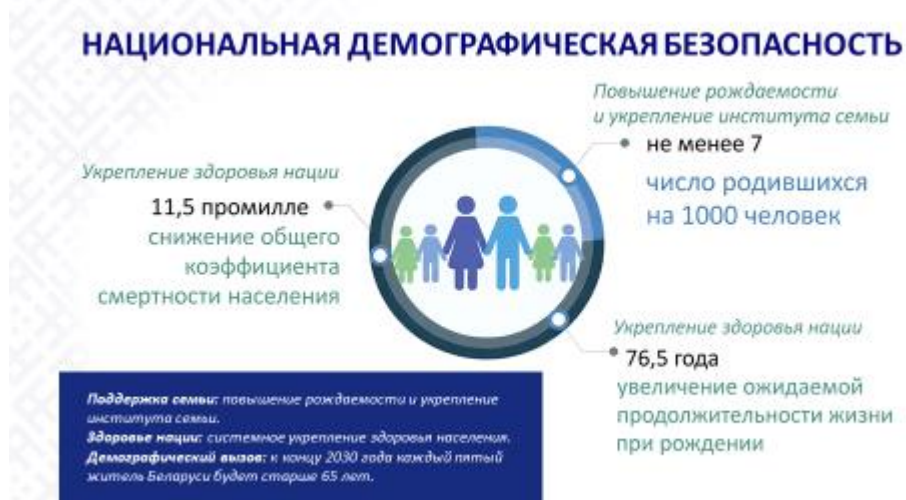 НАЦИОНАЛЬНАЯ ДЕМОГРАФИЧЕСКАЯ БЕЗОПАСНОСТЬ
Повышение рождаемости
и укрепление института семьи
не менее 7
число родившихся
на 1000 человек
Укрепление здоровья нации
11,5 промилле
снижение общего
коэффициента
смертности населения
Укрепление здоровья нации
76,5 года
увеличение ожидаемой
продолжительности жизни
при рождении
Поддержка семьи: повышение рождаемости и укрепление
института семьи.
Здоровье нации: системное укрепление здоровья населения.
Демографический вызов: к концу 2030 года каждый пятый
житель Беларуси будет старше 65 лет.